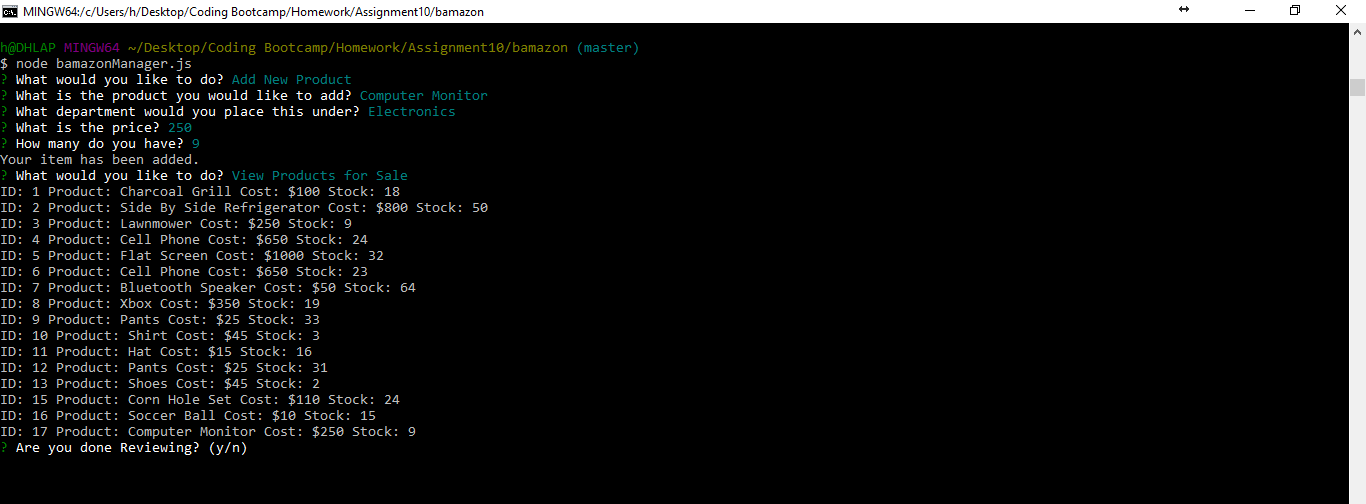 MINGW64:/c/Users/h/Desktop/Coding Bootcamp/Homework/Assignment10/bamazon
h@DHLAP MINGW64 ~/Desktop/Coding Bootcamp/Homework/Assignment10/bamazon (master)
$ node bamazonManager.js
? What would you like to do? Add New Product
? What is the product you would like to add? Computer Monitor
? What department would you place this under? Electronics
? What is the price? 250
? How many do you have? 9
Your item has been added.
? What would you like to do? View Products for Sale
ID: 1 Product: Charcoal Grill Cost: $100 Stock: 18
ID: 2 Product: Side By Side Refrigerator Cost: $800 Stock: 50
ID: 3 Product: Lawnmower Cost: $250 Stock: 9
ID: 4 Product: Cell Phone Cost: $650 Stock: 24
ID: 5 Product: Flat Screen Cost: $1000 Stock: 32
ID: 6 Product: Cell Phone Cost: $650 Stock: 23
ID: 7 Product: Bluetooth Speaker Cost: $50 Stock: 64
ID: 8 Product: Xbox Cost: $350 Stock: 19
ID: 9 Product: Pants Cost: $25 Stock: 33
ID: 10 Product: Shirt Cost: $45 Stock: 3
ID: 11 Product: Hat Cost: $15 Stock: 16
ID: 12 Product: Pants Cost: $25 Stock: 31
ID: 13 Product: Shoes Cost: $45 Stock: 2
ID: 15 Product: Corn Hole Set Cost: $110 Stock: 24
ID: 16 Product: Soccer Ball Cost: $10 Stock: 15
ID: 17 Product: Computer Monitor Cost: $250 Stock: 9
? Are you done Reviewing? (y/n)